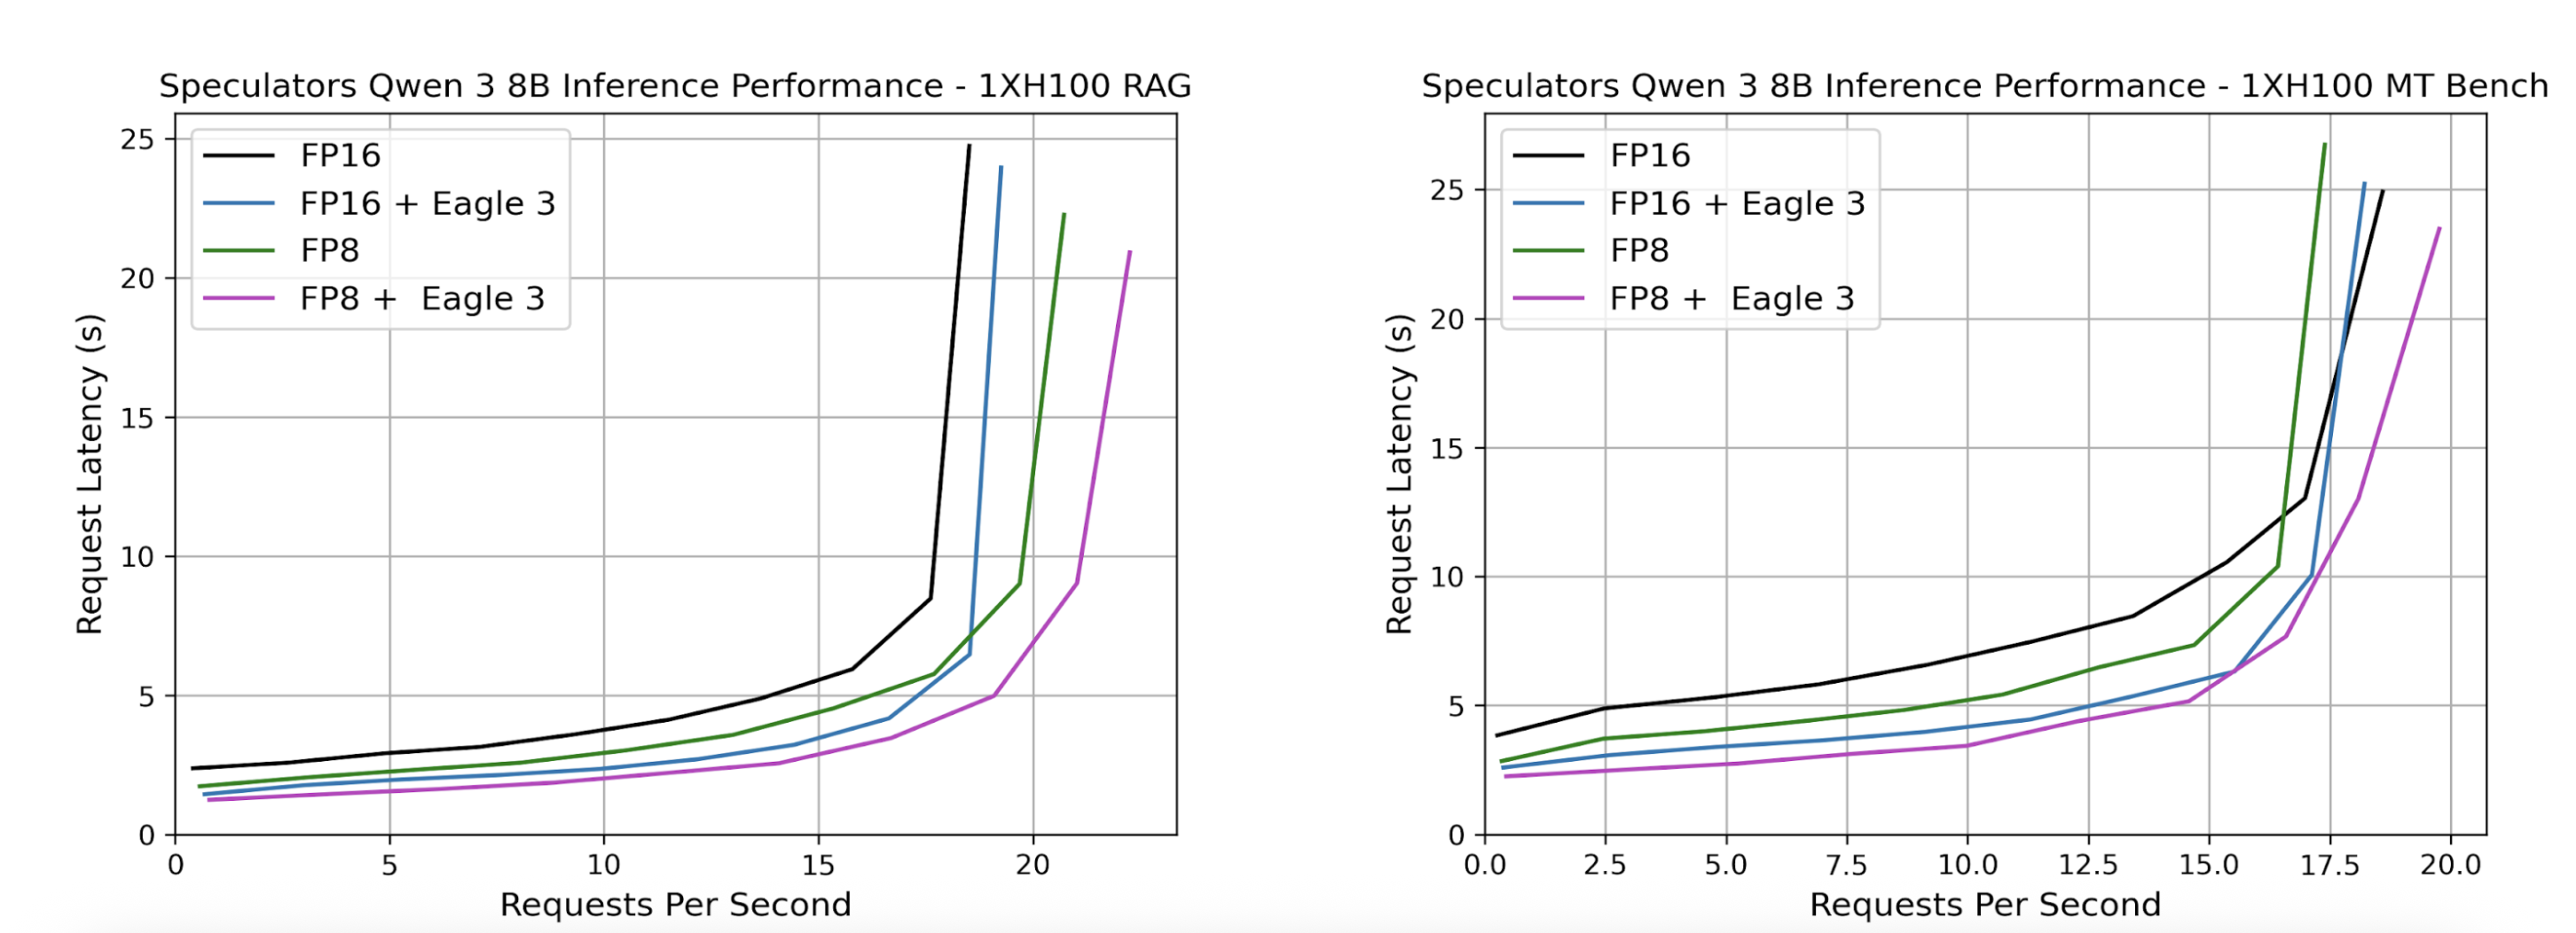 Speculators Qwen 3 8B Inference Performance - 1XH100 RAG
FP16
FP16 + Eagle 3
FP8
FP8 +  Eagle 3
Request Latency (s)
25
20
15
10
5
0
0 5 10 15 20
Requests Per Second
Speculators Qwen 3 8B Inference Performance - 1XH100 MT Bench
FP16
FP16 + Eagle 3
FP8
FP8 +  Eagle 3
Request Latency (s)
25
20
15
10
5
0
0.0 2.5 5.0 7.5 10.0 12.5 15.0 17.5 20.0
Requests Per Second